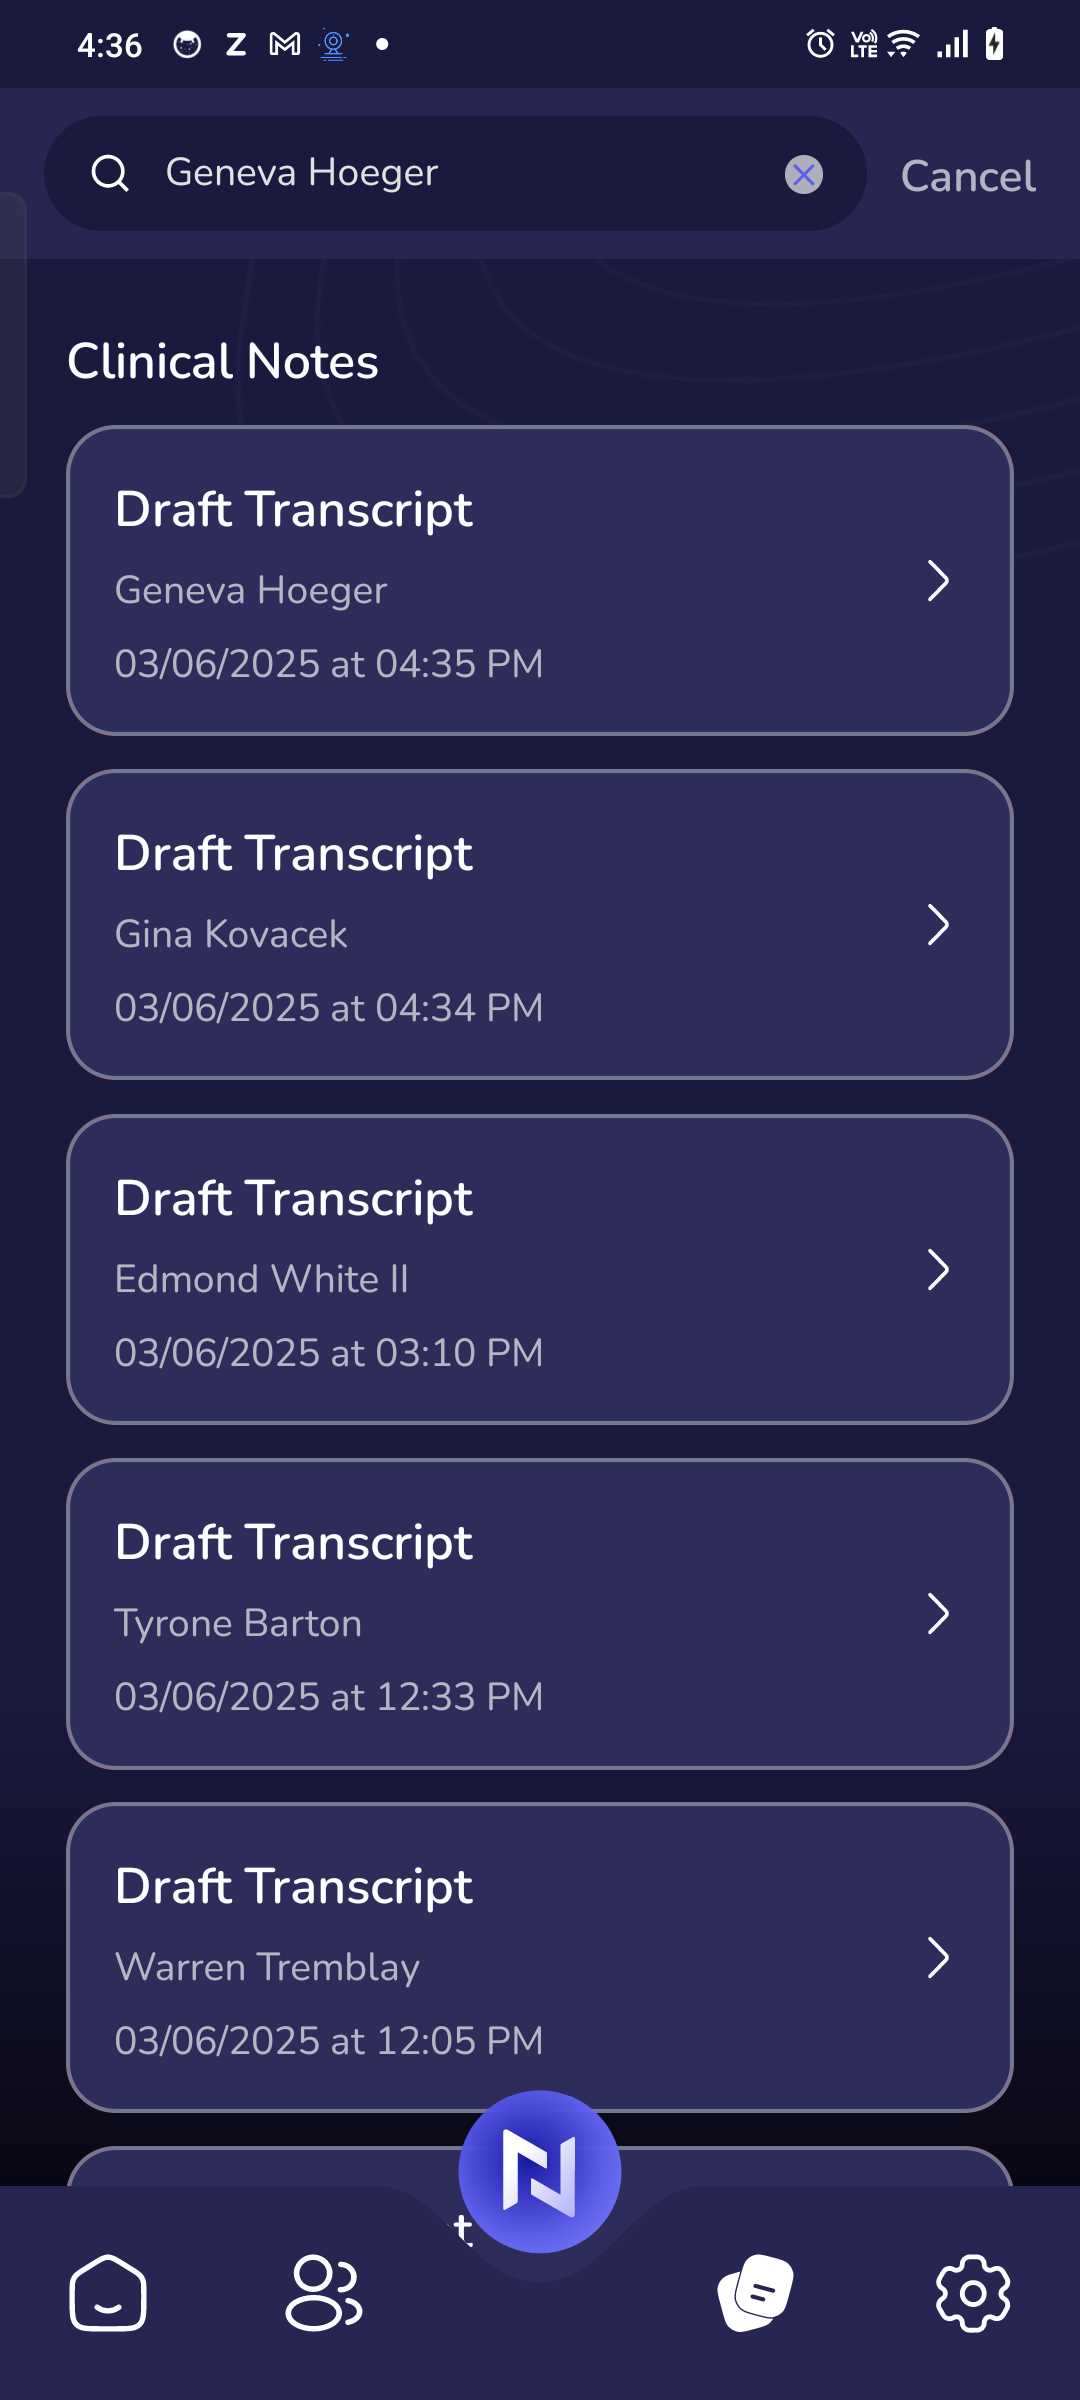 4:36
Geneva Hoeger
Cancel
Clinical Notes
Draft Transcript
Geneva Hoeger
03/06/2025 at 04:35 PM
Draft Transcript
Gina Kovacek
03/06/2025 at 04:34 PM
Draft Transcript
Edmond White II
03/06/2025 at 03:10 PM
Draft Transcript
Tyrone Barton
03/06/2025 at 12:33 PM
Draft Transcript
Warren Tremblay
03/06/2025 at 12:05 PM